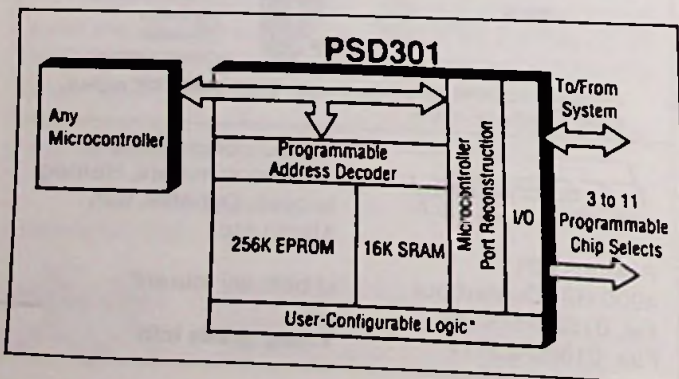 PSD301
Any
Microcontroller
Programmable
Address Decoder
256K EPROM
16K SRAM
User-Configurable Logic*
Microcontroller
Port Reconstruction
I/O
To/From
System
3 to 11
Programmable
Chip Selects